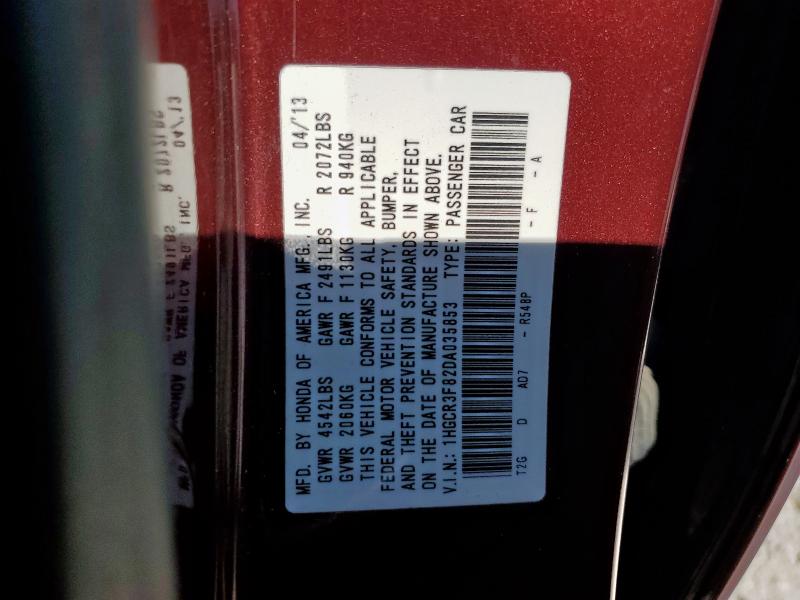 MFD. BY HONDA OF AMERICA MFG., INC. 04/'13
GVWR 4542LBS GAWR F 2491LBS R 2072LBS
GVWR 2060KG GAWR F 1130KG R 940KG
THIS VEHICLE CONFORMS TO ALL APPLICABLE
FEDERAL MOTOR VEHICLE SAFETY, BUMPER,
AND THEFT PREVENTION STANDARDS IN EFFECT
ON THE DATE OF MANUFACTURE SHOWN ABOVE.
V.I.N.: 1HGCR3F82DA035853 TYPE: PASSENGER CAR
T2G D AD7 - R548P - F - A